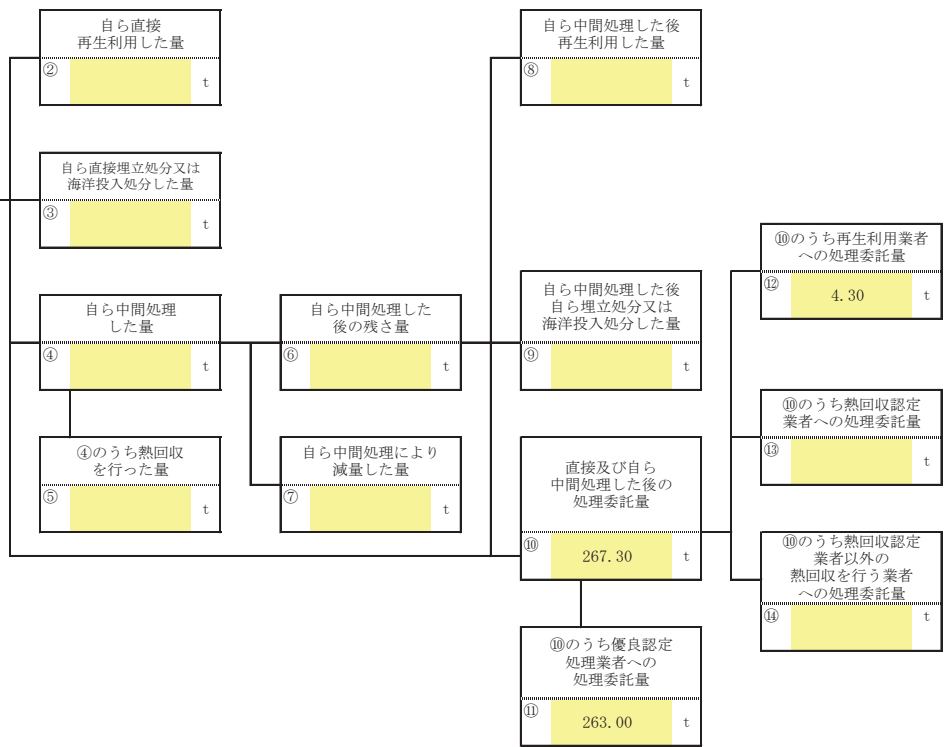 自ら直接
再生利用した量
②
t
自ら直接埋立処分又は
海洋投入処分した量
③
t
自ら中間処理
した量
④
t
④のうち熱回収
を行った量
⑤
t
自ら中間処理した
後の残さ量
⑥
t
自ら中間処理により
減量した量
⑦
t
自ら中間処理した後
再生利用した量
⑧
t
自ら中間処理した後
自ら埋立処分又は
海洋投入処分した量
⑨
t
直接及び自ら
中間処理した後の
処理委託量
⑩ 267.30 t
⑩のうち優良認定
処理業者への
処理委託量
⑪ 263.00 t
⑩のうち再生利用業者
への処理委託量
⑫ 4.30 t
⑩のうち熱回収認定
業者への処理委託量
⑬
t
⑩のうち熱回収認定
業者以外の
熱回収を行う業者
への処理委託量
⑭
t